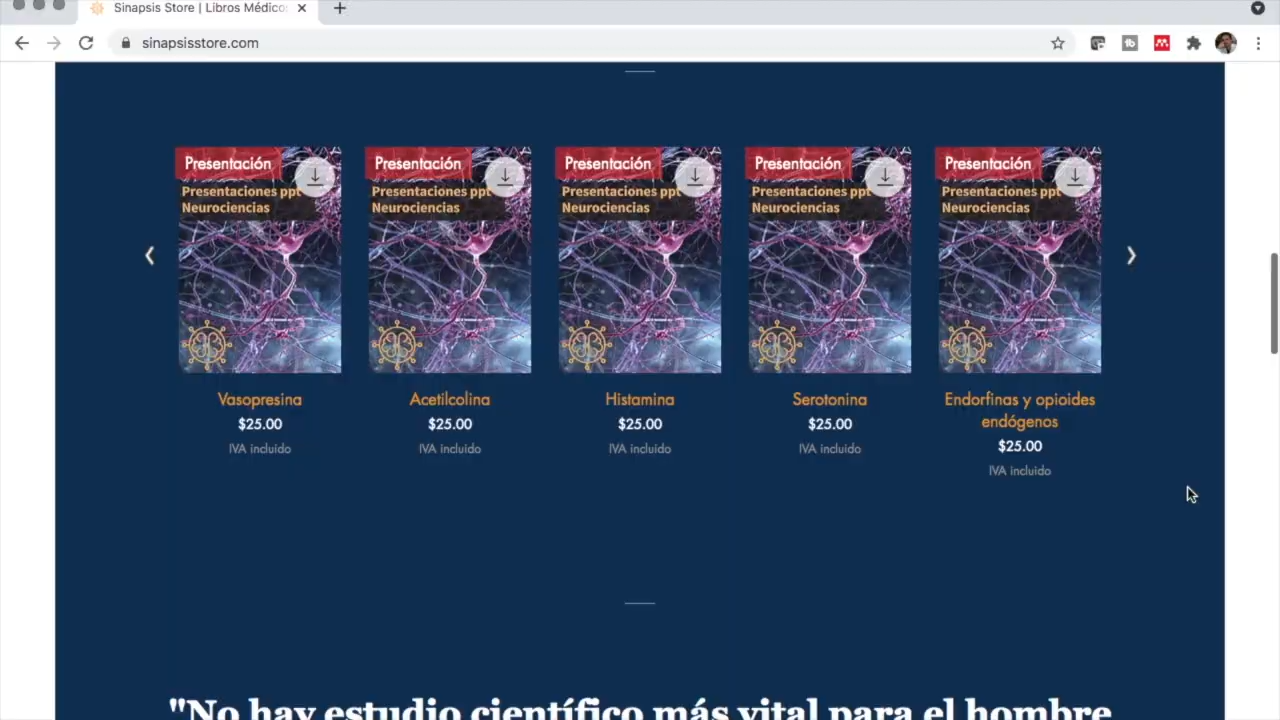 Sinapsis Store | Libros Médicos
sinapsisstore.com
Presentación
Presentaciones ppt
Neurociencias
Vasopresina
$25.00
IVA incluido
Presentación
Presentaciones ppt
Neurociencias
Acetilcolina
$25.00
IVA incluido
Presentación
Presentaciones ppt
Neurociencias
Histamina
$25.00
IVA incluido
Presentación
Presentaciones ppt
Neurociencias
Serotonina
$25.00
IVA incluido
Presentación
Presentaciones ppt
Neurociencias
Endorfinas y opioides
endógenos
$25.00
IVA incluido
"No hay estudio científico más vital para el hombre